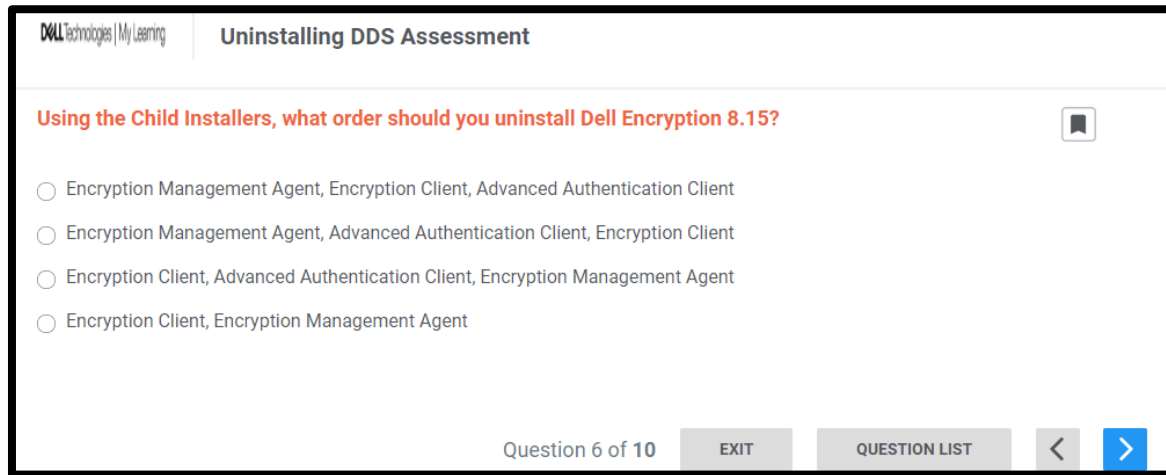 DELL Technologies | My Learning
Uninstalling DDS Assessment
Using the Child Installers, what order should you uninstall Dell Encryption 8.15?
Encryption Management Agent, Encryption Client, Advanced Authentication Client
Encryption Management Agent, Advanced Authentication Client, Encryption Client
Encryption Client, Advanced Authentication Client, Encryption Management Agent
Encryption Client, Encryption Management Agent
Question 6 of 10 EXIT QUESTION LIST